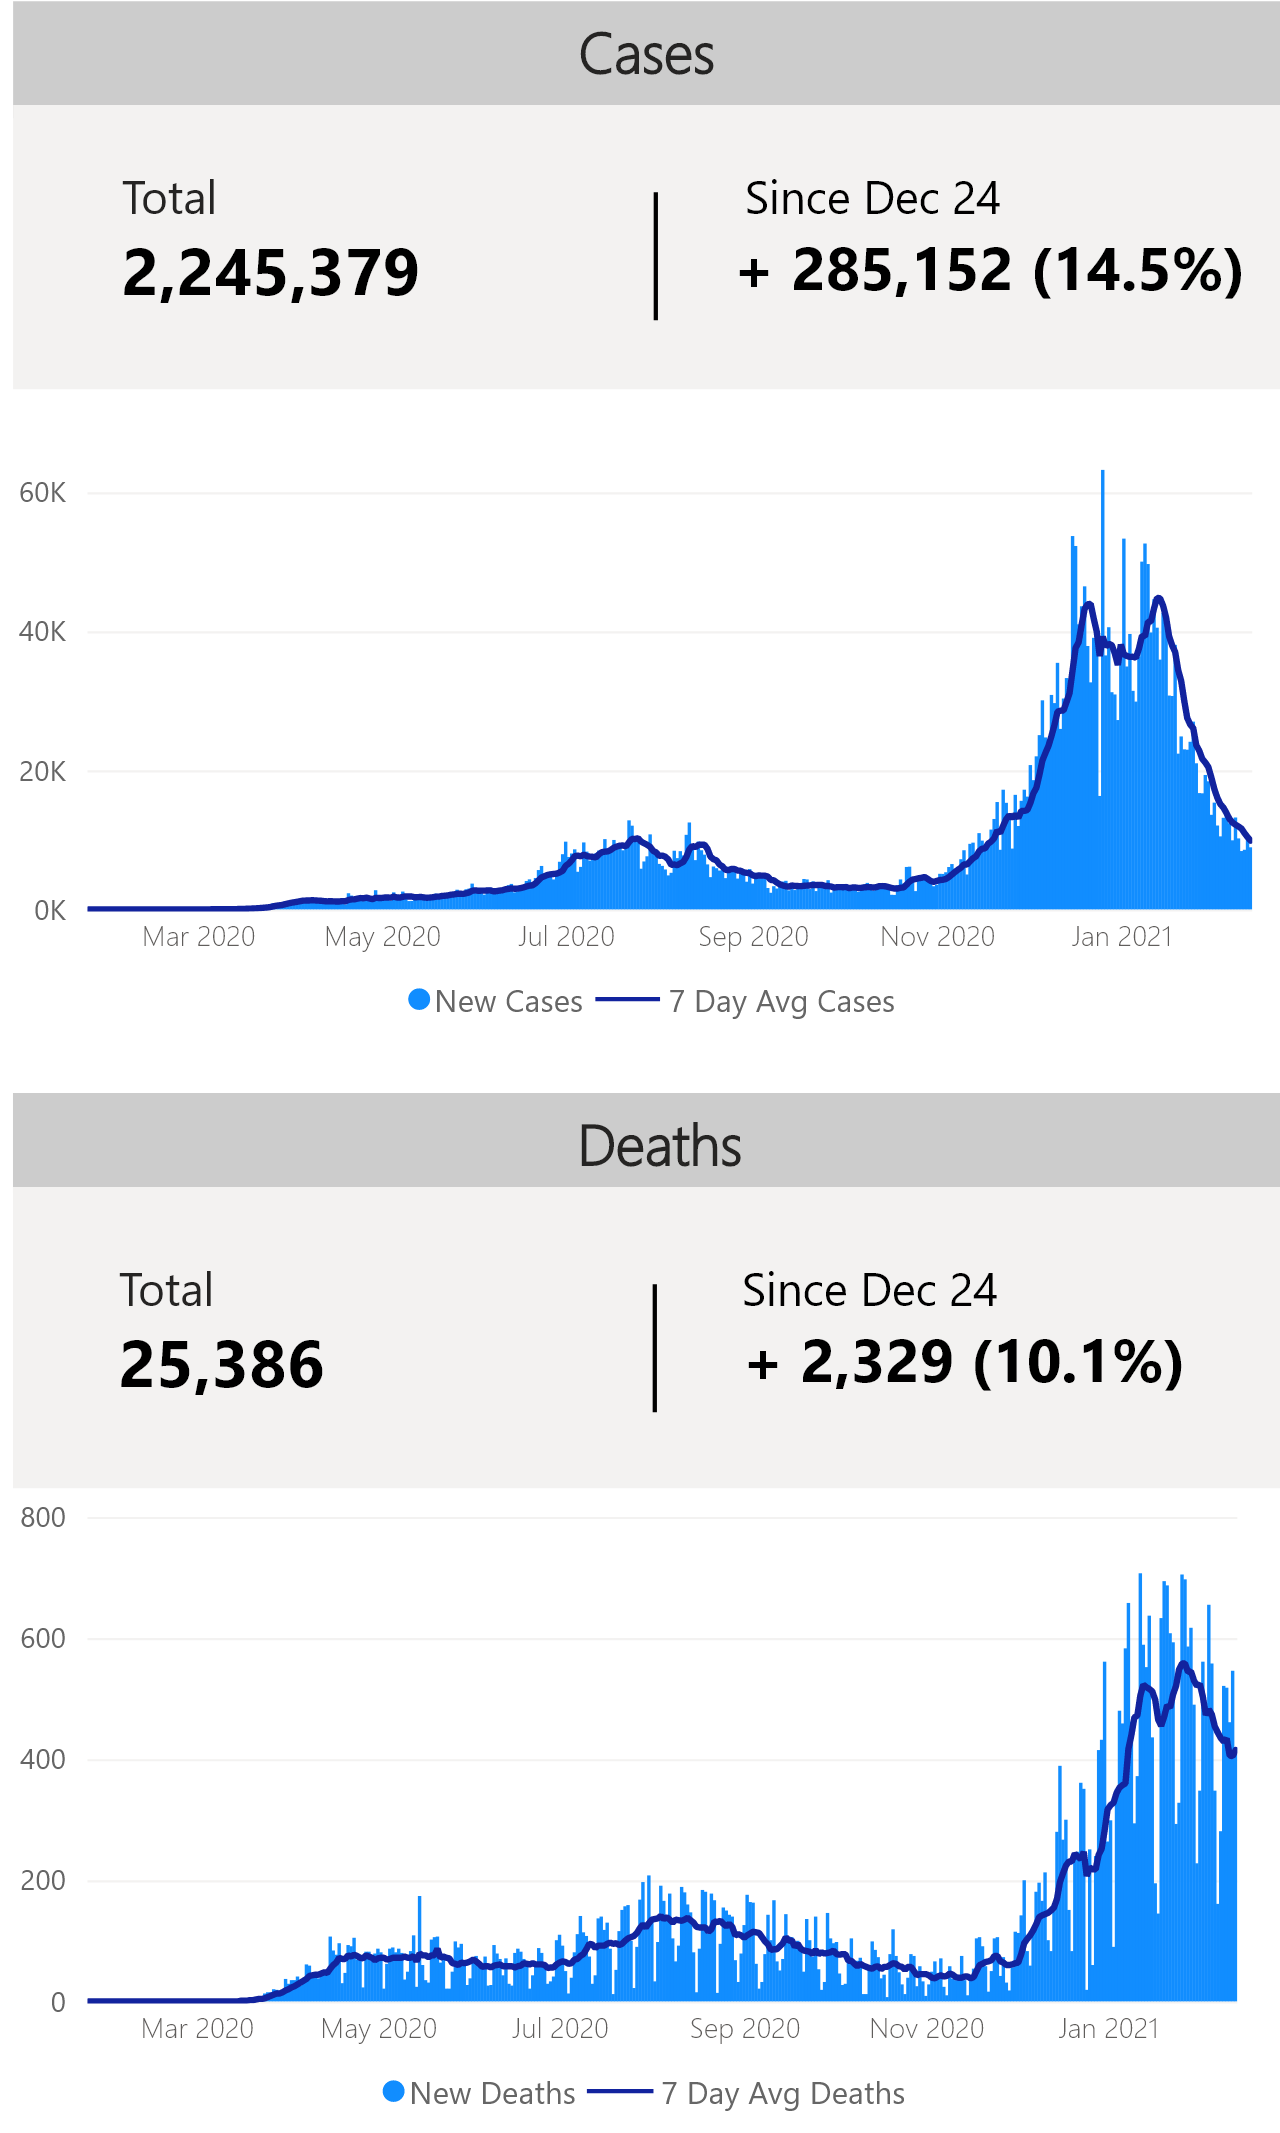 Cases
Total
Since Dec 24
2,245,379
+ 285,152 (14.5%)
60K
40K
20K
0K
Mar 2020 May 2020 Jul 2020 Sep 2020 Nov 2020 Jan 2021
New Cases 7 Day Avg Cases
Deaths
Total
Since Dec 24
25,386
+ 2,329 (10.1%)
800
600
400
200
0
Mar 2020 May 2020 Jul 2020 Sep 2020 Nov 2020 Jan 2021
New Deaths 7 Day Avg Deaths